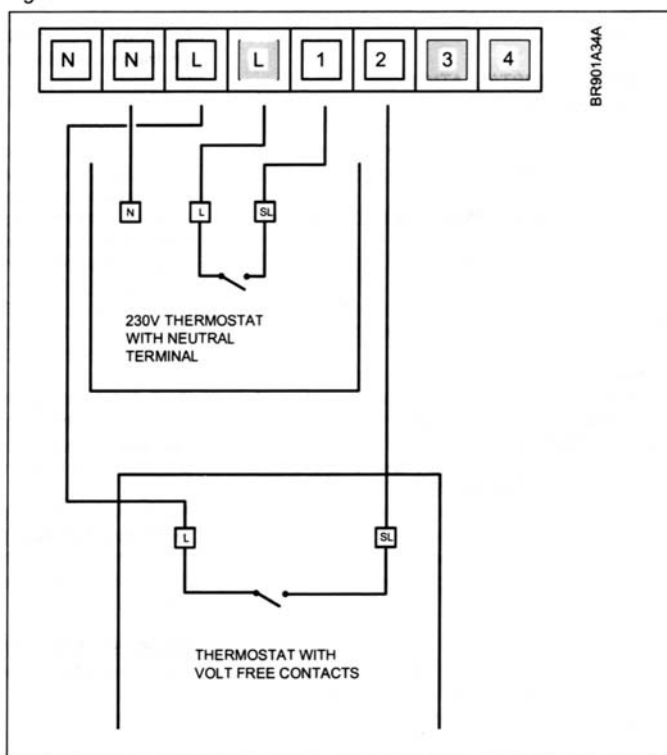 N N L L 1 2 3 4
BR901A34A
N L SL
230V THERMOSTAT
WITH NEUTRAL
TERMINAL
L SL
THERMOSTAT WITH
VOLT FREE CONTACTS